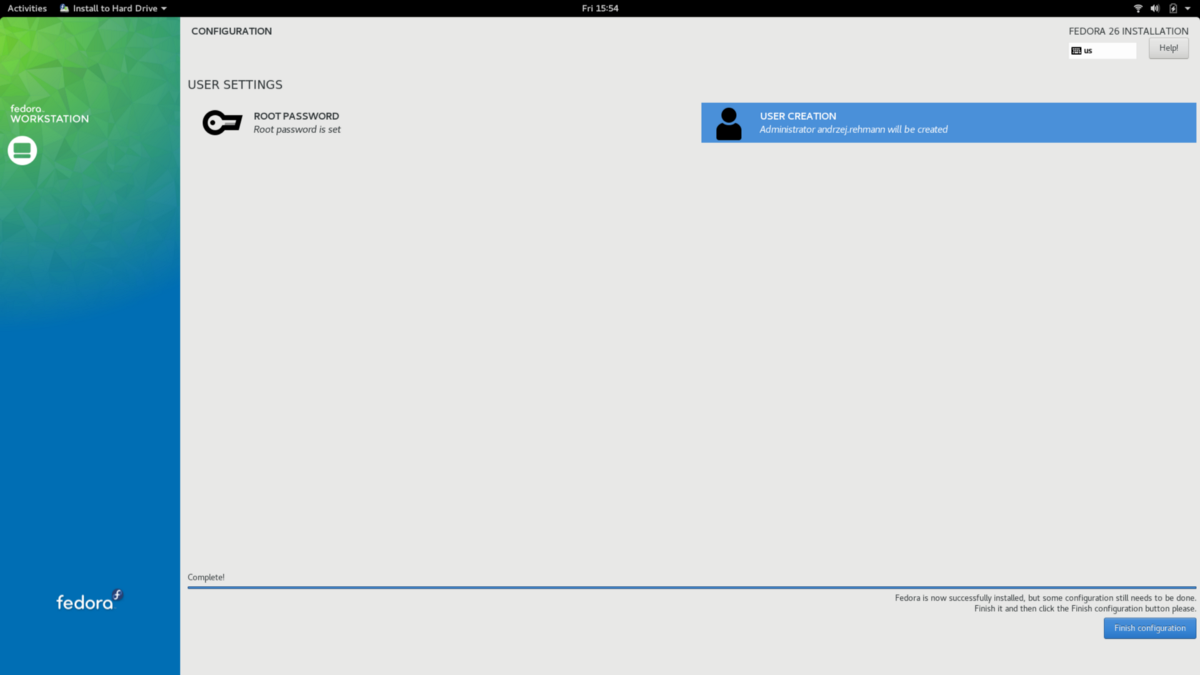 Activities
Install to Hard Drive
Fri 15:54
CONFIGURATION
FEDORA 26 INSTALLATION
us
Help!
fedora.
WORKSTATION
USER SETTINGS
ROOT PASSWORD
Root password is set
USER CREATION
Administrator andrzej.rehmann will be created
Complete!
Fedora is now successfully installed, but some configuration still needs to be done.
Finish it and then click the Finish configuration button please.
Finish configuration
fedora